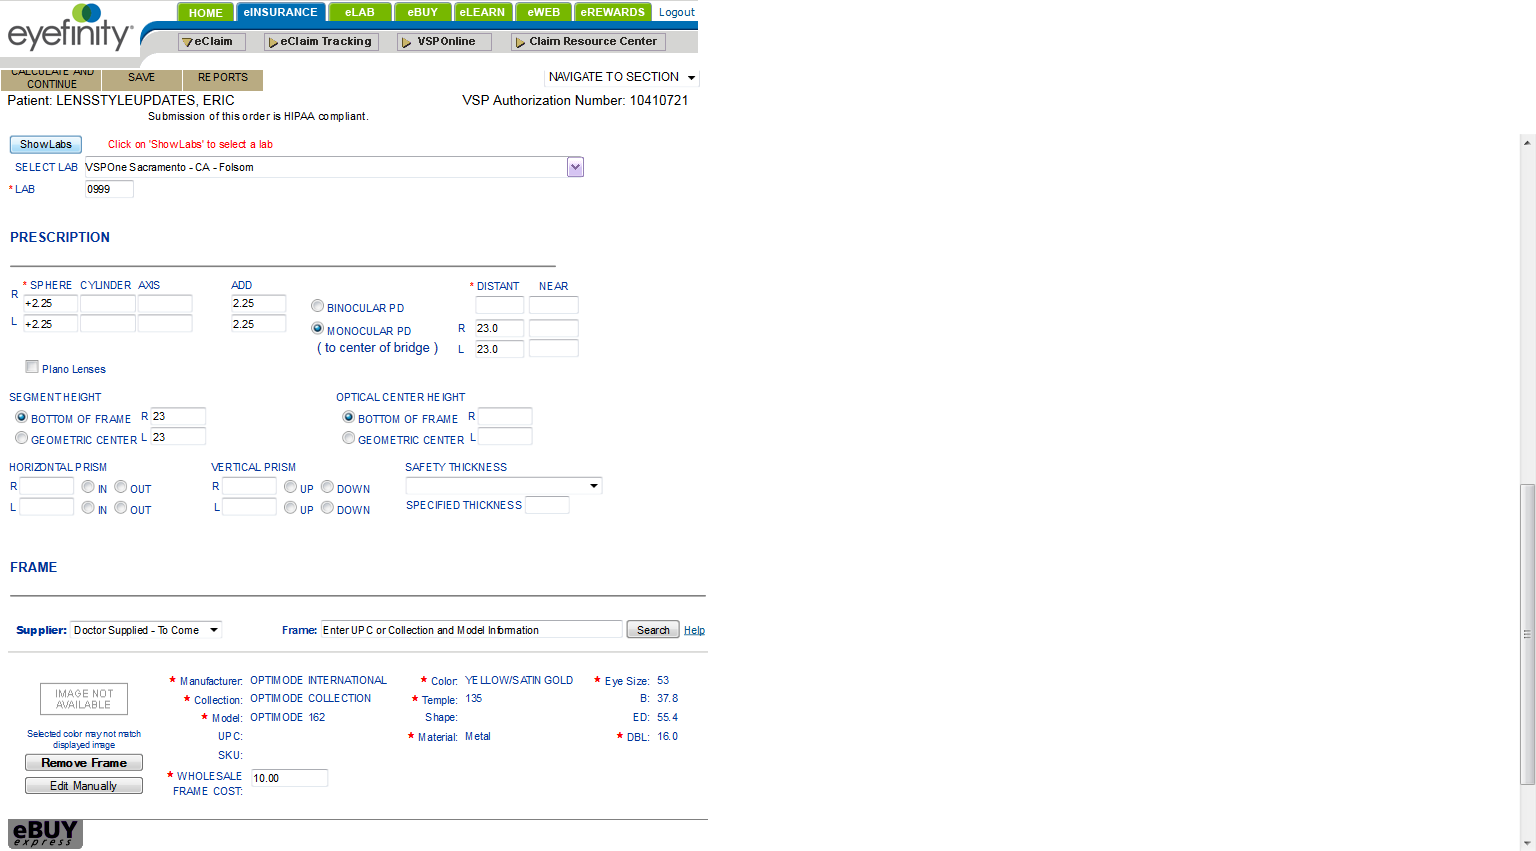 eyefinity
HOME eINSURANCE eLAB eBUY eLEARN eWEB eREWARDS Logout
eClaim eClaim Tracking VSPOnline Claim Resource Center
CALCULATE AND CONTINUE SAVE REPORTS NAVIGATE TO SECTION
Patient: LENSSTYLEUPDATES, ERIC VSP Authorization Number: 10410721
Submission of this order is HIPAA compliant.
ShowLabs Click on 'ShowLabs' to select a lab
SELECT LAB VSPOne Sacramento - CA - Folsom
* LAB 0999
PRESCRIPTION
* SPHERE CYLINDER AXIS ADD * DISTANT NEAR
R +2.25 2.25 BINOCULAR PD
L +2.25 2.25 MONOCULAR PD R 23.0
( to center of bridge ) L 23.0
Plano Lenses
SEGMENT HEIGHT OPTICAL CENTER HEIGHT
BOTTOM OF FRAME R 23 BOTTOM OF FRAME R
GEOMETRIC CENTER L 23 GEOMETRIC CENTER L
HORIZONTAL PRISM VERTICAL PRISM SAFETY THICKNESS
R IN OUT R UP DOWN
L IN OUT L UP DOWN SPECIFIED THICKNESS
FRAME
Supplier: Doctor Supplied - To Come Frame: Enter UPC or Collection and Model Information Search Help
IMAGE NOT AVAILABLE
Selected color may not match displayed image
Remove Frame
Edit Manually
* Manufacturer: OPTIMODE INTERNATIONAL * Color: YELLOW/SATIN GOLD * Eye Size: 53
* Collection: OPTIMODE COLLECTION * Temple: 135 B: 37.8
* Model: OPTIMODE 162 Shape: ED: 55.4
UPC: * Material: Metal * DBL: 16.0
SKU:
* WHOLESALE FRAME COST: 10.00
eBUY
express